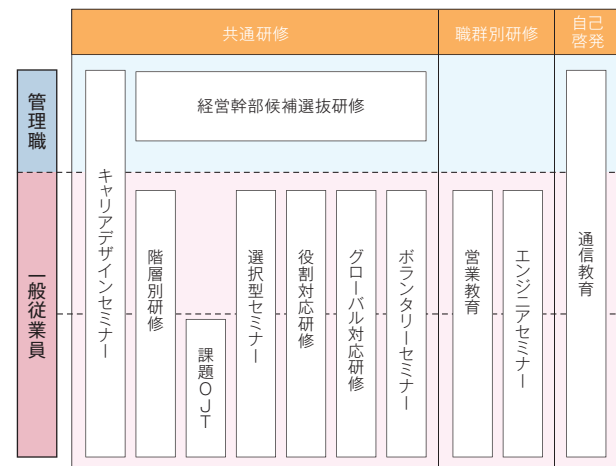 共通研修
職群別研修
自己
啓発
管理職
一般従業員
キャリアデザインセミナー
経営幹部候補選抜研修
階層別研修
課題OJT
選択型セミナー
役割対応研修
グローバル対応研修
ボランタリーセミナー
営業教育
エンジニアセミナー
通信教育